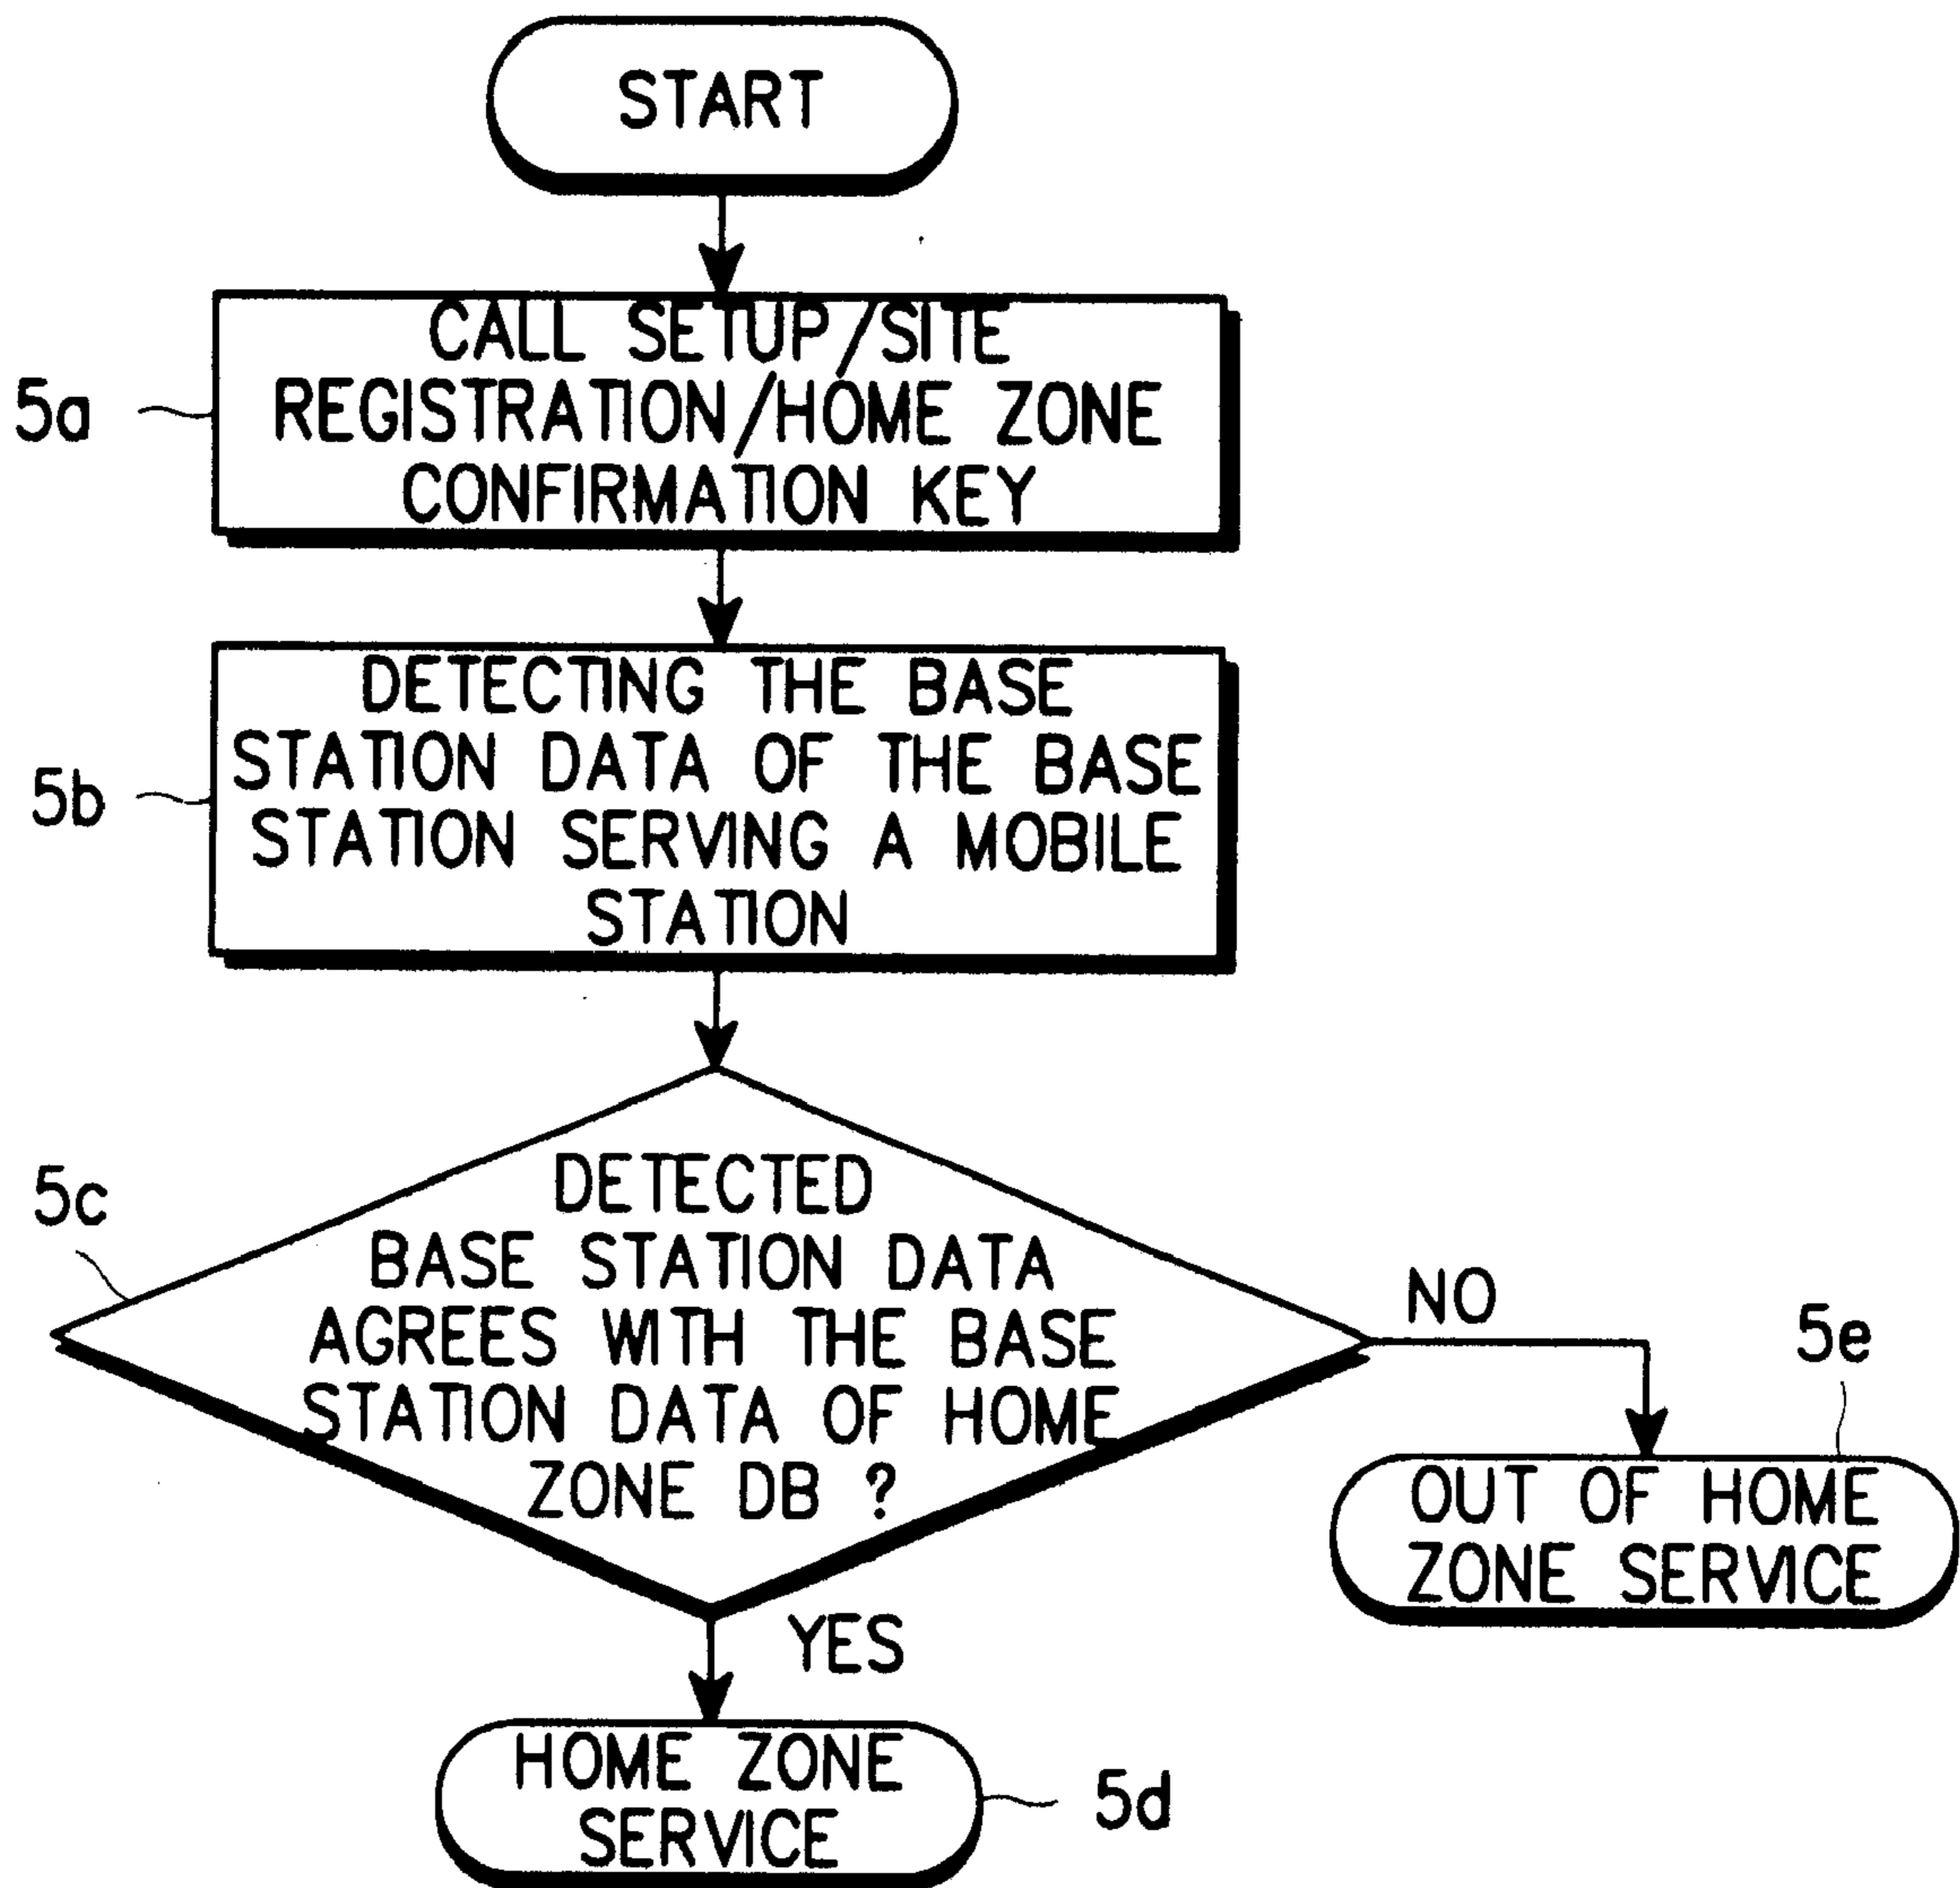 START
5a
CALL SETUP/SITE
REGISTRATION/HOME ZONE
CONFIRMATION KEY
5b
DETECTING THE BASE
STATION DATA OF THE BASE
STATION SERVING A MOBILE
STATION
5c
DETECTED
BASE STATION DATA
AGREES WITH THE BASE
STATION DATA OF HOME
ZONE DB ?
NO
5e
OUT OF HOME
ZONE SERVICE
YES
HOME ZONE
SERVICE
5d